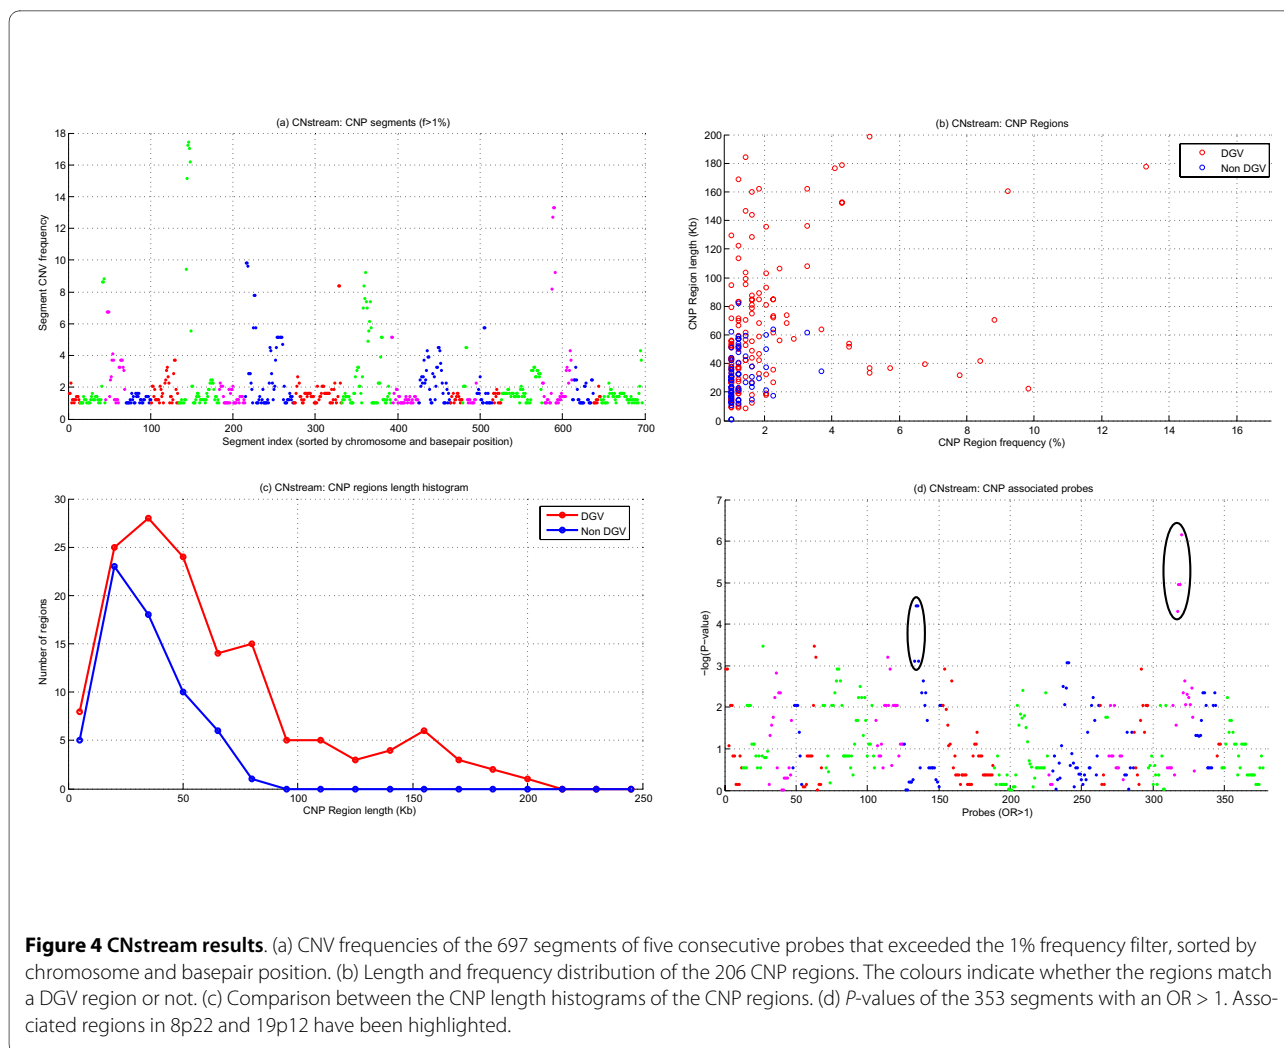 (a) CNstream: CNP segments (f>1%)
18
16
14
12
10
8
6
4
2
0
Segment CNV frequency
0 100 200 300 400 500 600 700
Segment index (sorted by chromosome and basepair position)
(b) CNstream: CNP Regions
200
180
160
140
120
100
80
60
40
20
0
CNP Region length (Kb)
DGV
Non DGV
2 4 6 8 10 12 14 16
CNP Region frequency (%)
(c) CNstream: CNP regions length histogram
30
25
20
15
10
5
0
Number of regions
DGV
Non DGV
0 50 100 150 200 250
CNP Region length (Kb)
(d) CNstream: CNP associated probes
7
6
5
4
3
2
1
0
−log(P−value)
0 50 100 150 200 250 300 350
Probes (OR>1)
Figure 4 CNstream results. (a) CNV frequencies of the 697 segments of five consecutive probes that exceeded the 1% frequency filter, sorted by
chromosome and basepair position. (b) Length and frequency distribution of the 206 CNP regions. The colours indicate whether the regions match
a DGV region or not. (c) Comparison between the CNP length histograms of the CNP regions. (d) P-values of the 353 segments with an OR > 1. Asso-
ciated regions in 8p22 and 19p12 have been highlighted.